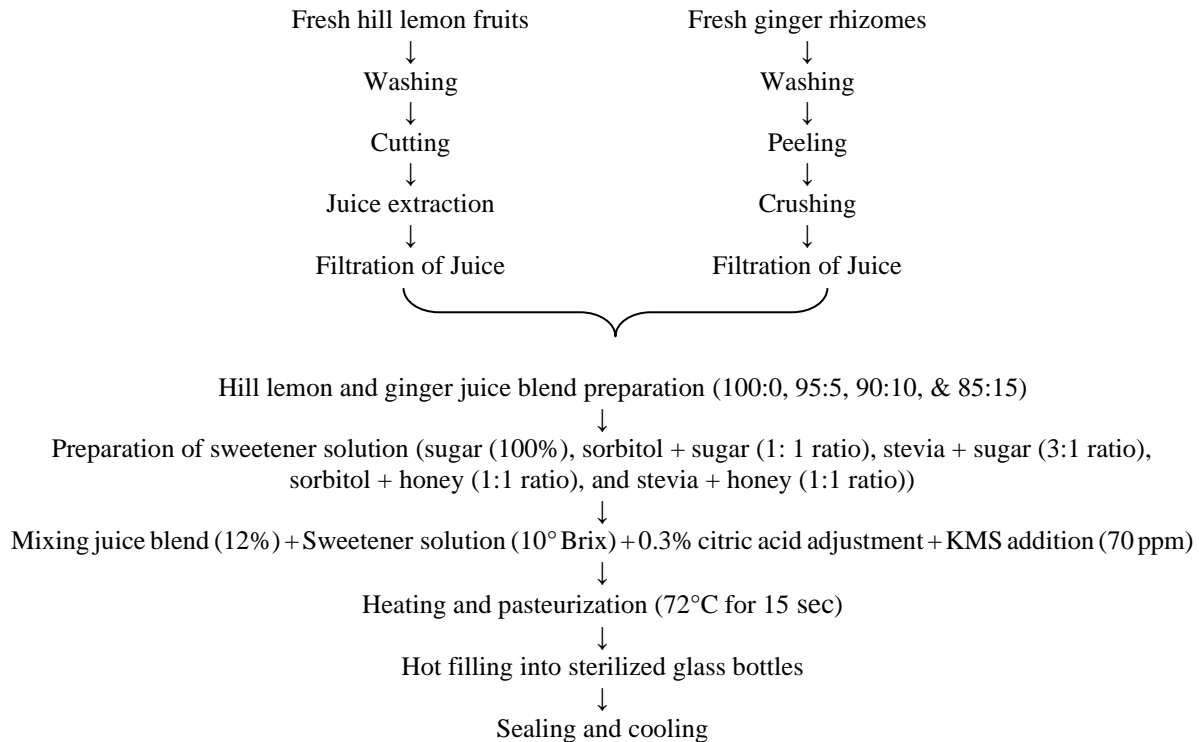 Fresh hill lemon fruits
↓
Washing
↓
Cutting
↓
Juice extraction
↓
Filtration of Juice
Fresh ginger rhizomes
↓
Washing
↓
Peeling
↓
Crushing
↓
Filtration of Juice
Hill lemon and ginger juice blend preparation (100:0, 95:5, 90:10, & 85:15)
↓
Preparation of sweetener solution (sugar (100%), sorbitol + sugar (1: 1 ratio), stevia + sugar (3:1 ratio),
sorbitol + honey (1:1 ratio), and stevia + honey (1:1 ratio))
↓
Mixing juice blend (12%) + Sweetener solution (10° Brix) + 0.3% citric acid adjustment + KMS addition (70 ppm)
↓
Heating and pasteurization (72°C for 15 sec)
↓
Hot filling into sterilized glass bottles
↓
Sealing and cooling